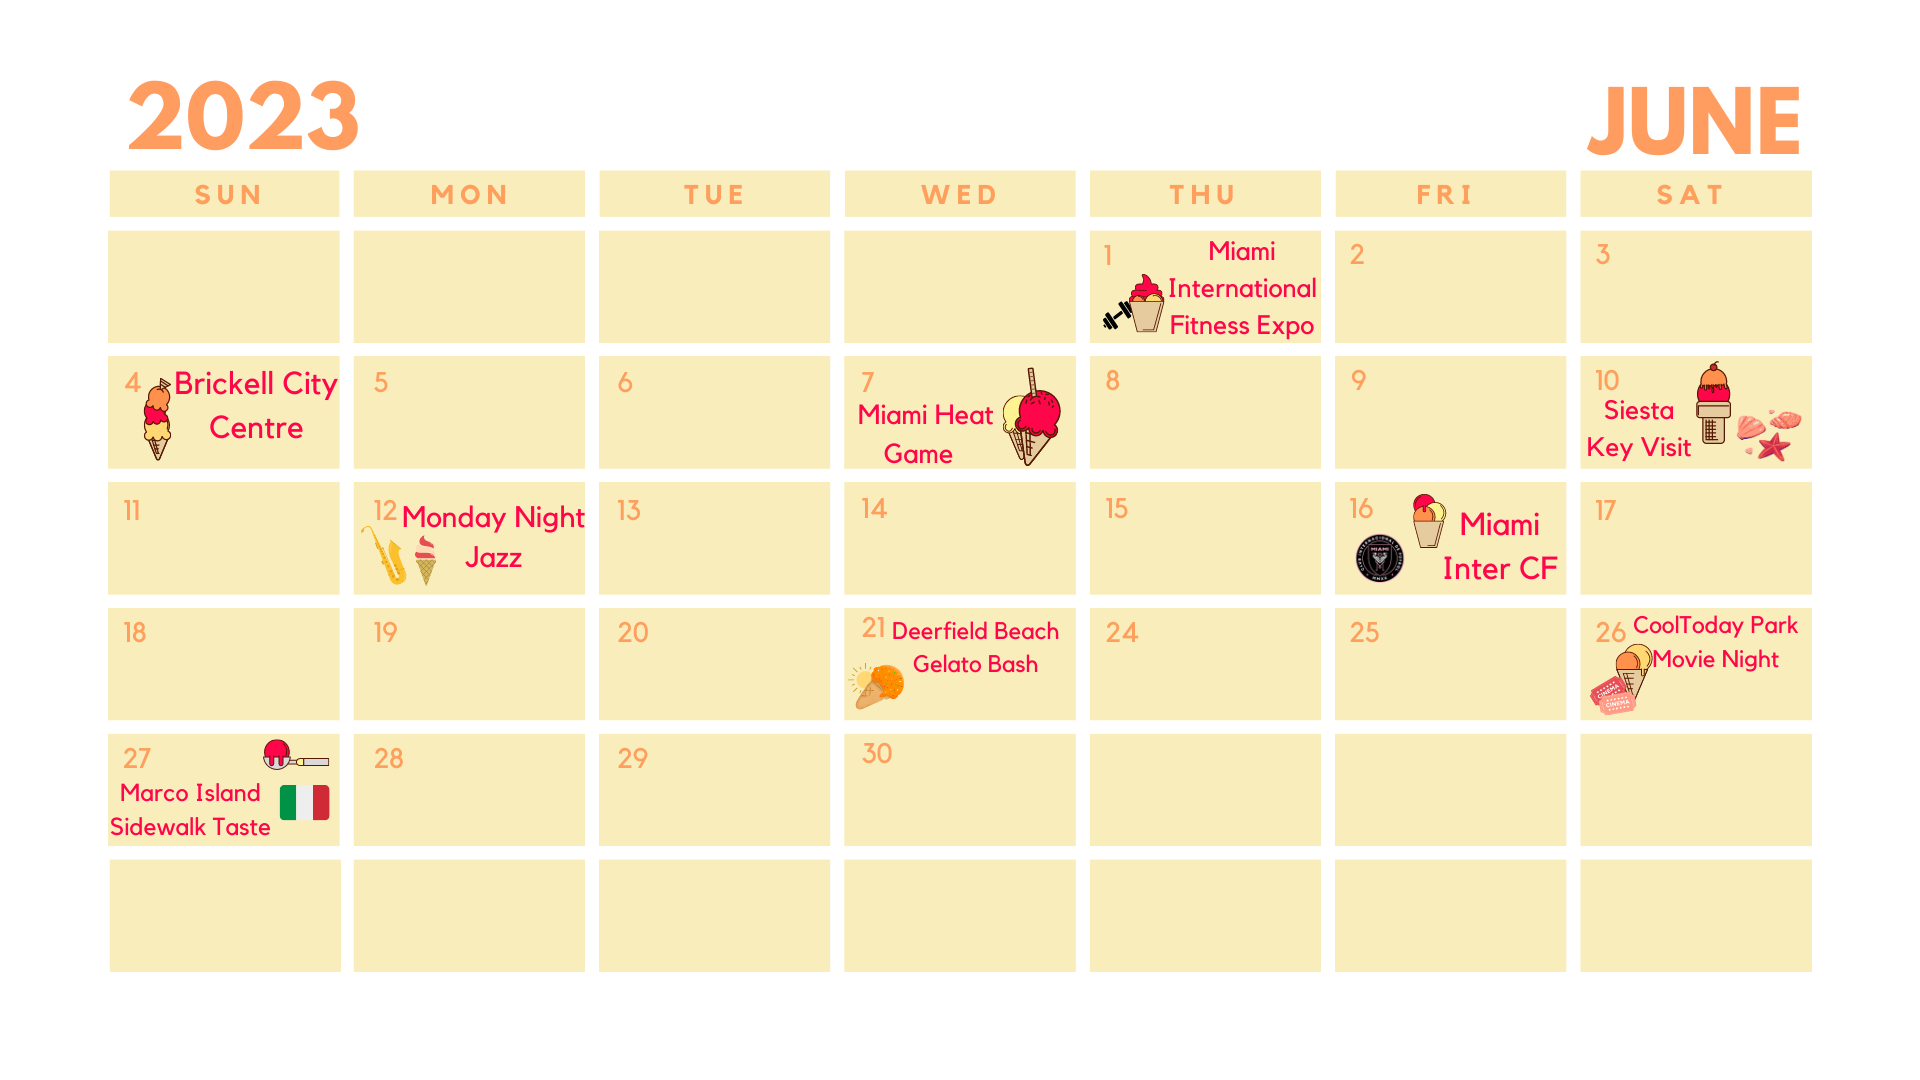 2023
JUNE
SUN
MON
TUE
WED
THU
FRI
SAT
1
Miami
International
Fitness Expo
2
3
4
Brickell City
Centre
5
6
7
Miami Heat
Game
8
9
10
Siesta
Key Visit
11
12
Monday Night
Jazz
13
14
15
16
MIAMI
Miami
Inter CF
17
18
19
20
21
Deerfield Beach
Gelato Bash
24
25
26
CoolToday Park
Movie Night
CINEMA
CINEMA
27
Marco Island
Sidewalk Taste
28
29
30